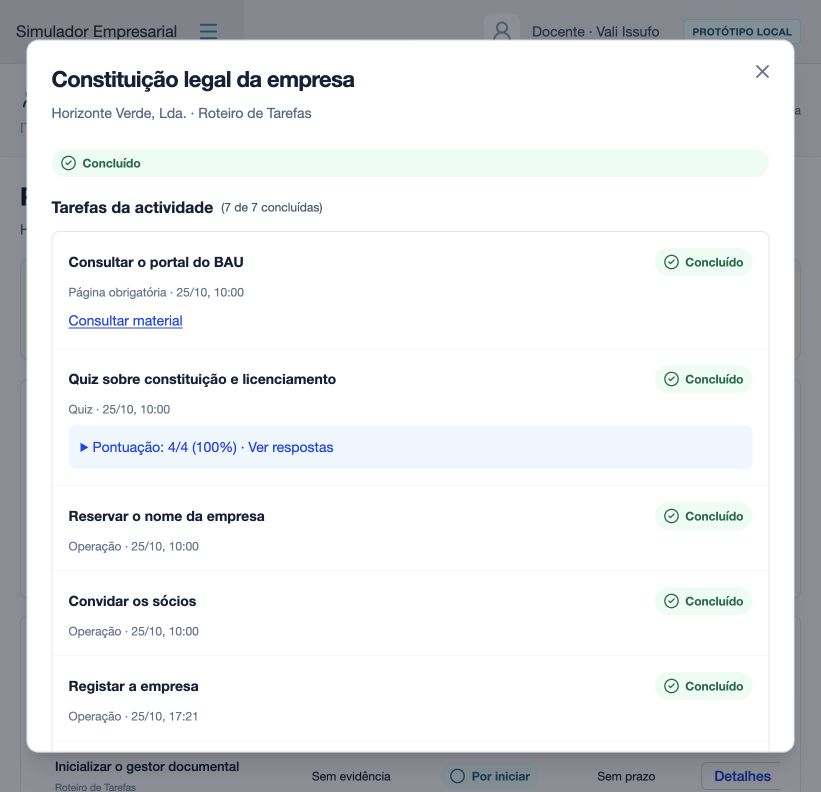 Simulador Empresarial
Docente · Vali Issufo
PROTÓTIPO LOCAL
Constituição legal da empresa
Horizonte Verde, Lda. · Roteiro de Tarefas
Concluído
Tarefas da actividade (7 de 7 concluídas)
Consultar o portal do BAU
Concluído
Página obrigatória · 25/10, 10:00
Consultar material
Quiz sobre constituição e licenciamento
Concluído
Quiz · 25/10, 10:00
Pontuação: 4/4 (100%) · Ver respostas
Reservar o nome da empresa
Concluído
Operação · 25/10, 10:00
Convidar os sócios
Concluído
Operação · 25/10, 10:00
Registar a empresa
Concluído
Operação · 25/10, 17:21
Inicializar o gestor documental
Roteiro de Tarefas
Sem evidência
Por iniciar
Sem prazo
Detalhes